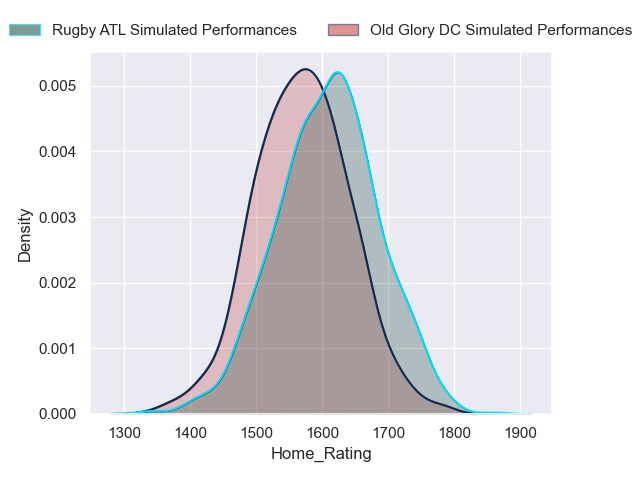 Rugby ATL Simulated Performances Old Glory DC Simulated Performances
0.005
0.004
0.003
0.002
0.001
0.000
Density
1300 1400 1500 1600 1700 1800 1900
Home_Rating